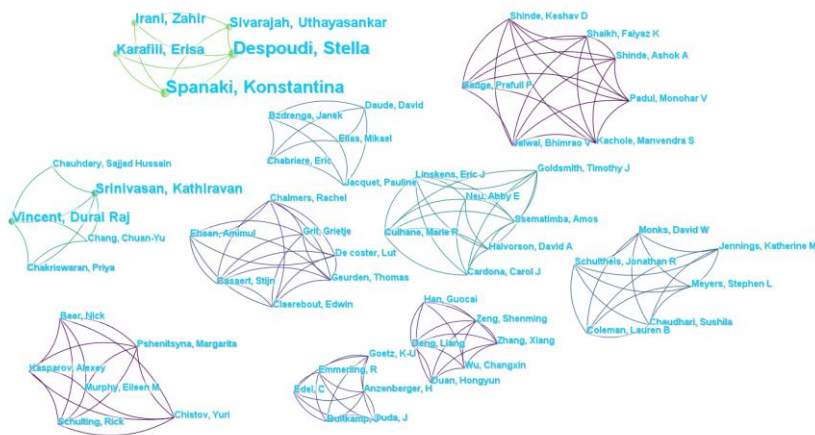 Irani, Zahir
Sivarajah, Uthayasankar
Karafili, Erisa
Despoudi, Stella
Spanaki, Konstantina
Shinde, Keshav D
Shaikh, Faiyaz K
Shinde, Ashok A
Padul, Monohar V
Kachole, Manvendra S
Jalwal, Bhimrao V
Daude, David
Bzdrenga, Janek
Elias, Mikael
Chabriere, Eric
Jacquet, Pauline
Chauhdary, Sajjad Hussain
Srinivasan, Kathiravan
Vincent, Durai Raj
Chang, Chuan-Yu
Chakriswaran, Priya
Chalmers, Rachel
Ehsan, Amimul
Grit, Grietje
De coster, Lut
Casaert, Stijn
Geurden, Thomas
Claerebout, Edwin
Linskens, Eric J
Goldsmith, Timothy J
Neu, Abby E
Culhane, Marie R
Ssematimba, Amos
Halvorson, David A
Cardona, Carol J
Monks, David W
Jennings, Katherine M
Schultheis, Jonathan R
Meyers, Stephen L
Chaudhari, Sushila
Coleman, Lauren B
Baer, Nick
Pshenitsyna, Margarita
Kasparov, Alexey
Murphy, Eileen M
Schulting, Rick
Chistov, Yuri
Han, Guocai
Zeng, Shenming
Deng, Liang
Zhang, Xiang
Wu, Changxin
Duan, Hongyun
Goetz, K-U
Emmerling, R
Edel, C
Anzenberger, H
Buitkamp, J
Duda, J